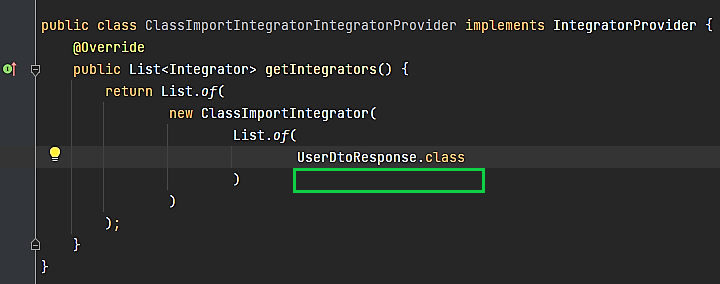 public class ClassImportIntegratorIntegratorProvider implements IntegratorProvider {
@Override
public List<Integrator> getIntegrators() {
return List.of(
new ClassImportIntegrator(
List.of(
UserDtoResponse.class
)
)
);
}
}